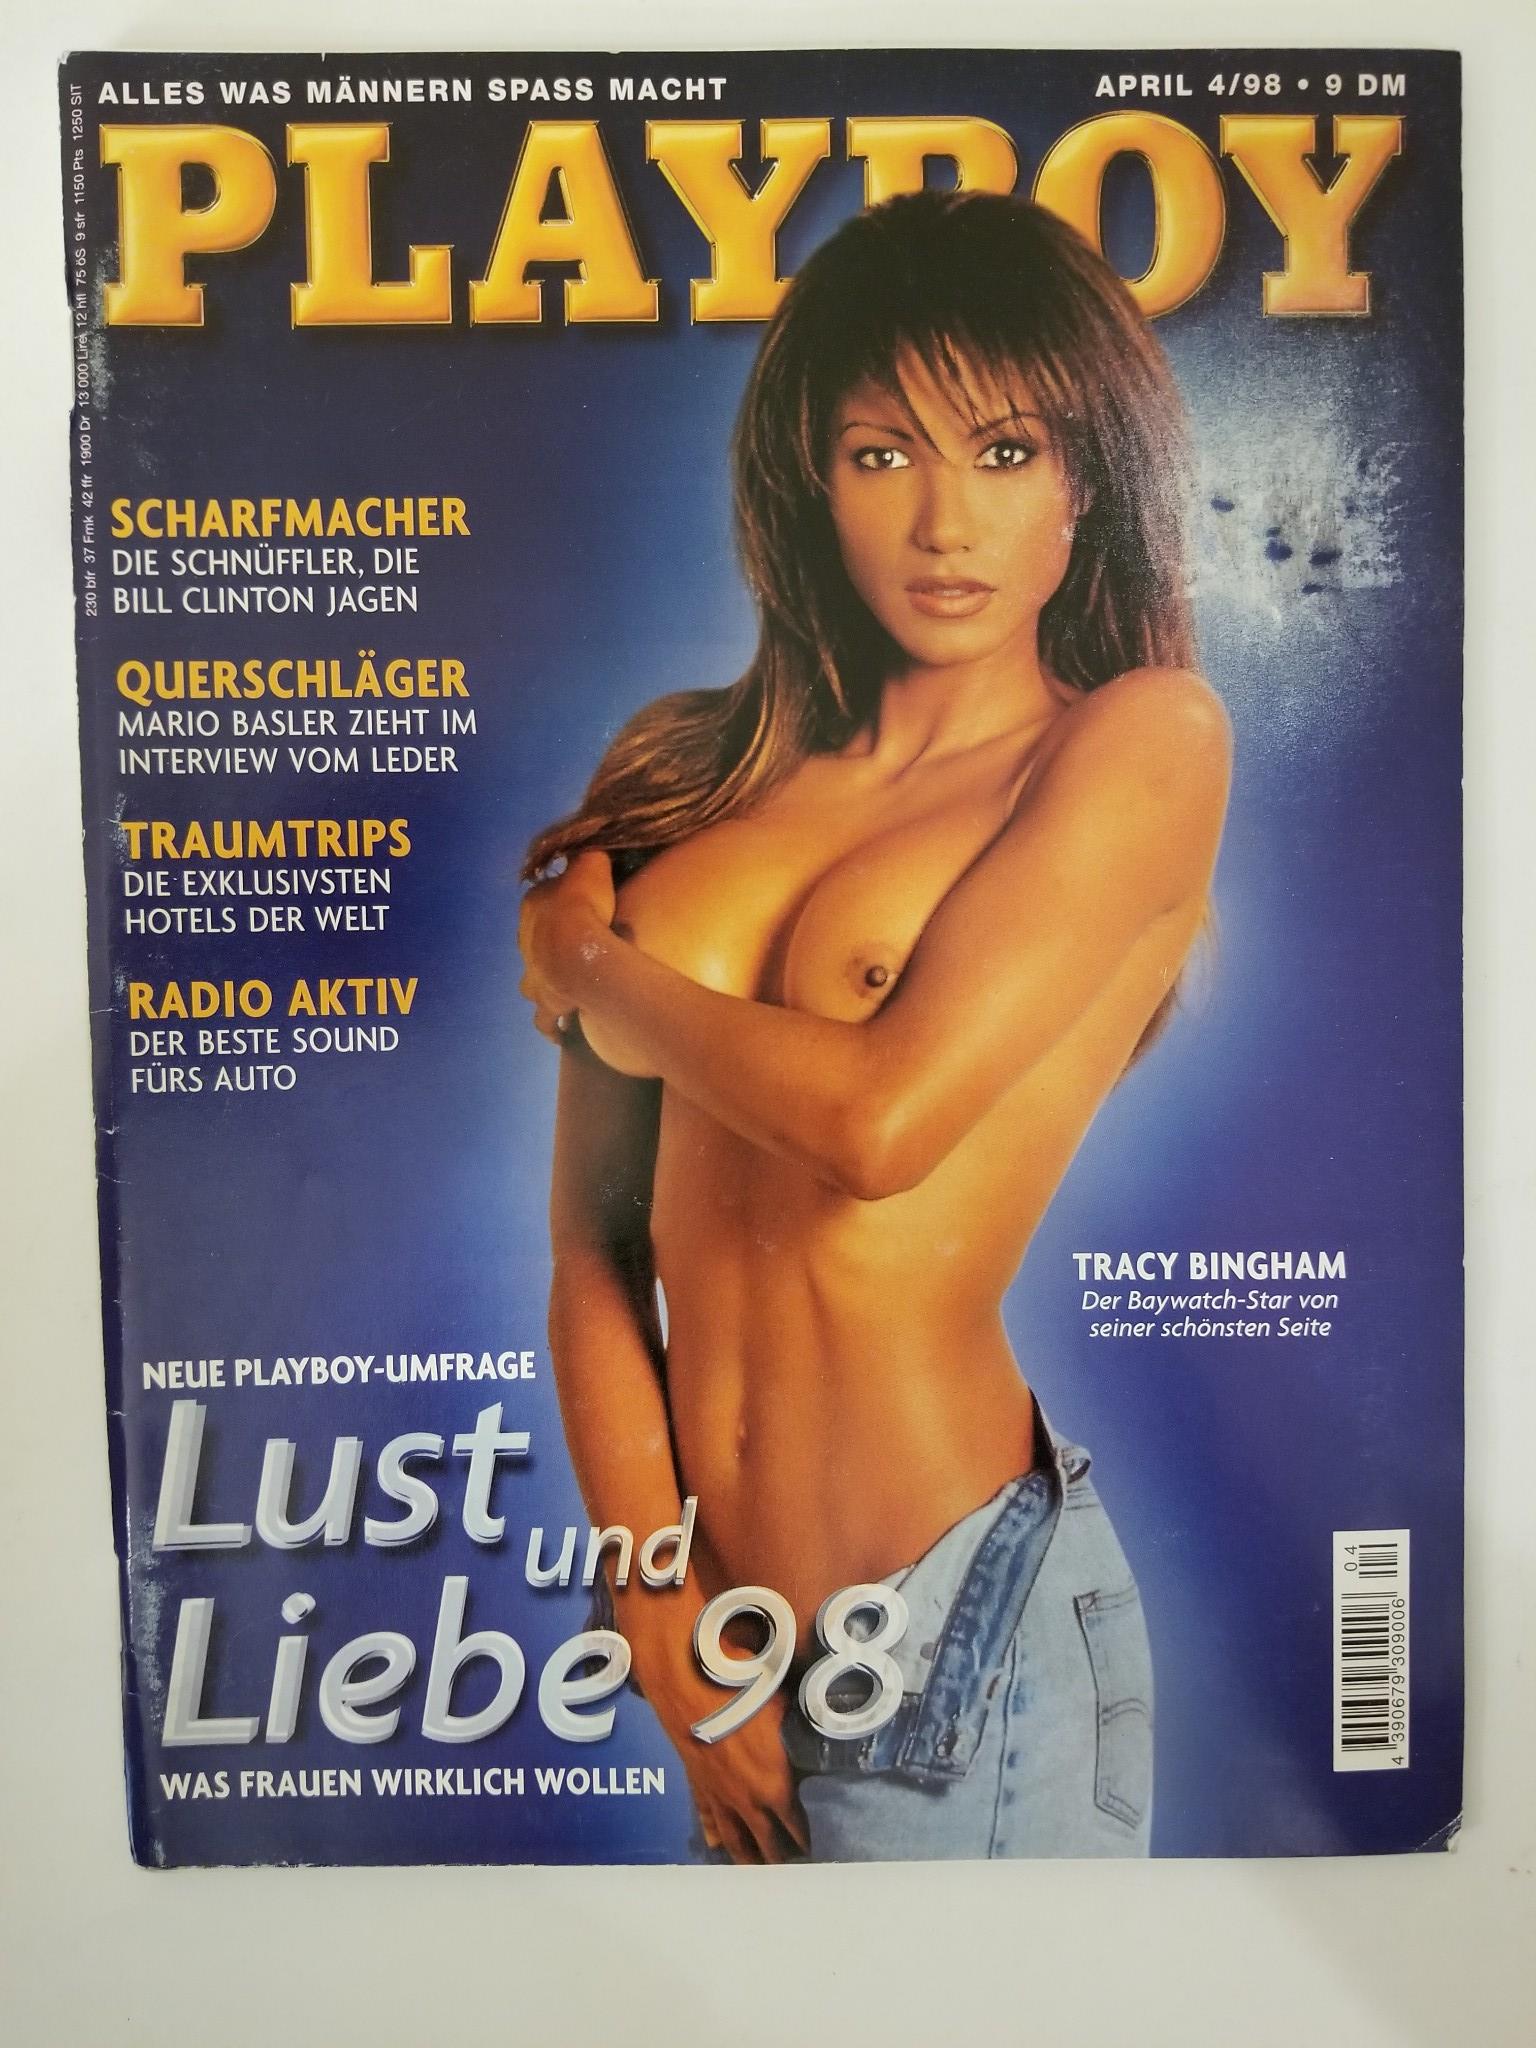 ALLES WAS MÄNNERN SPASS MACHT
APRIL 4/98 • 9 DM
PLAYBOY
230 bfr 37 Fmk 42 ffr 1900 Dr 13 000 Lire 12 hfl 75 öS 9 sfr 1150 Pts 1250 SIT
SCHARFMACHER
DIE SCHNÜFFLER, DIE
BILL CLINTON JAGEN
QUERSCHLÄGER
MARIO BASLER ZIEHT IM
INTERVIEW VOM LEDER
TRAUMTRIPS
DIE EXKLUSIVSTEN
HOTELS DER WELT
RADIO AKTIV
DER BESTE SOUND
FÜRS AUTO
TRACY BINGHAM
Der Baywatch-Star von
seiner schönsten Seite
NEUE PLAYBOY-UMFRAGE
Lust
und
Liebe 98
WAS FRAUEN WIRKLICH WOLLEN
04
4 390679 309006